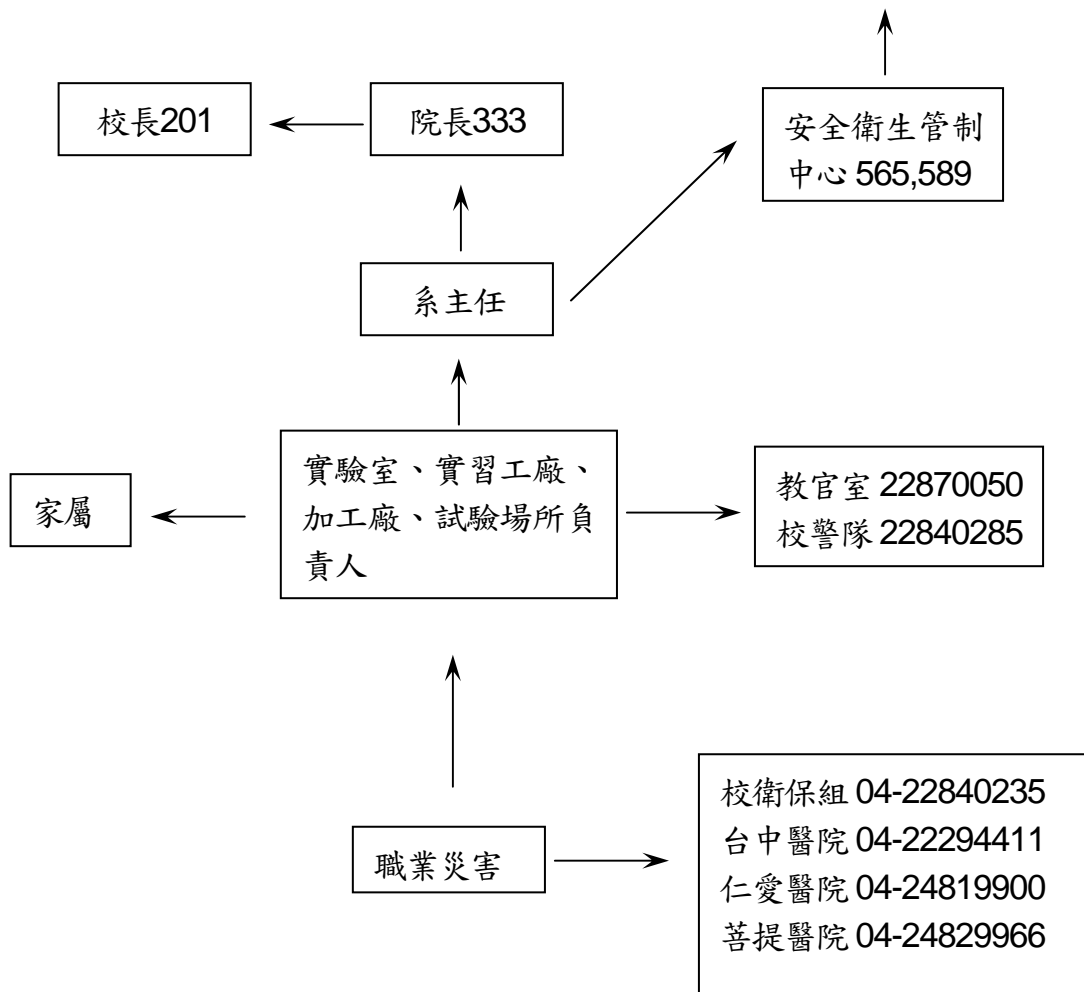 校長201
院長333
安全衛生管制
中心 565,589
系主任
家屬
實驗室、實習工廠、
加工廠、試驗場所負
責人
教官室 22870050
校警隊 22840285
職業災害
校衛保組 04-22840235
台中醫院 04-22294411
仁愛醫院 04-24819900
菩提醫院 04-24829966